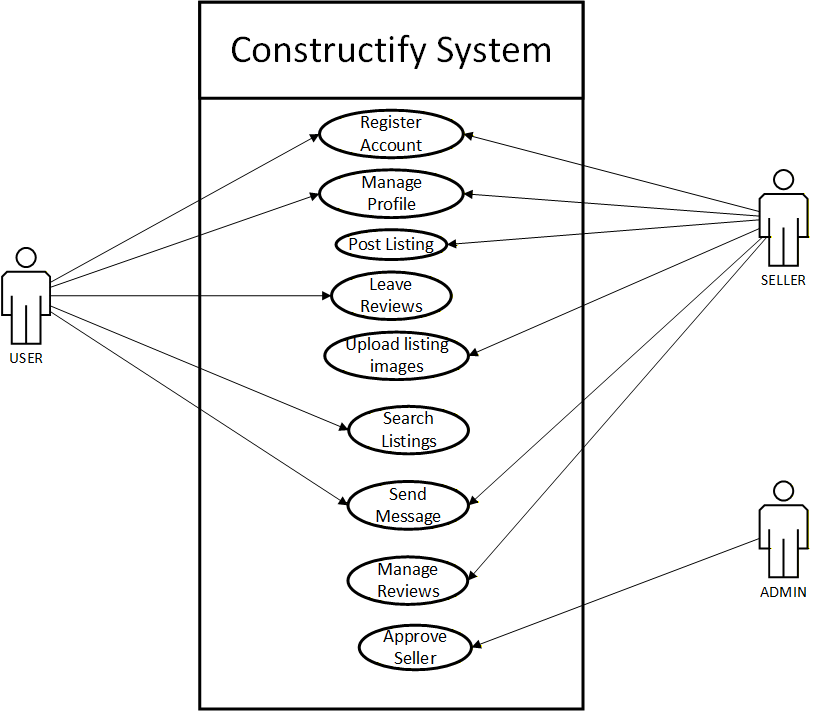 Constructify System
Register
Account
Manage
Profile
Post Listing
Leave
Reviews
Upload listing
images
Search
Listings
Send
Message
Manage
Reviews
Approve
Seller
USER
SELLER
ADMIN